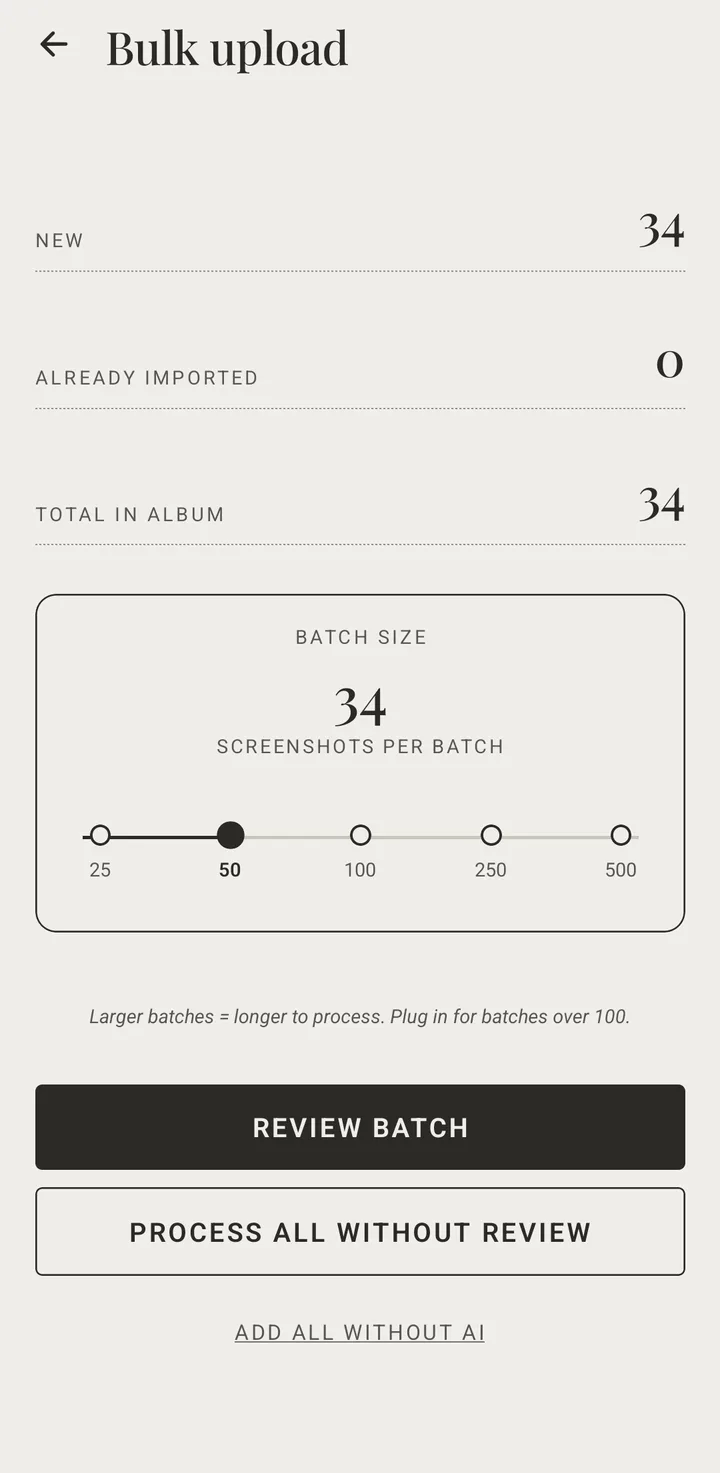 Bulk upload
NEW 34
ALREADY IMPORTED 0
TOTAL IN ALBUM 34
BATCH SIZE
34
SCREENSHOTS PER BATCH
25 50 100 250 500
Larger batches = longer to process. Plug in for batches over 100.
REVIEW BATCH
PROCESS ALL WITHOUT REVIEW
ADD ALL WITHOUT AI